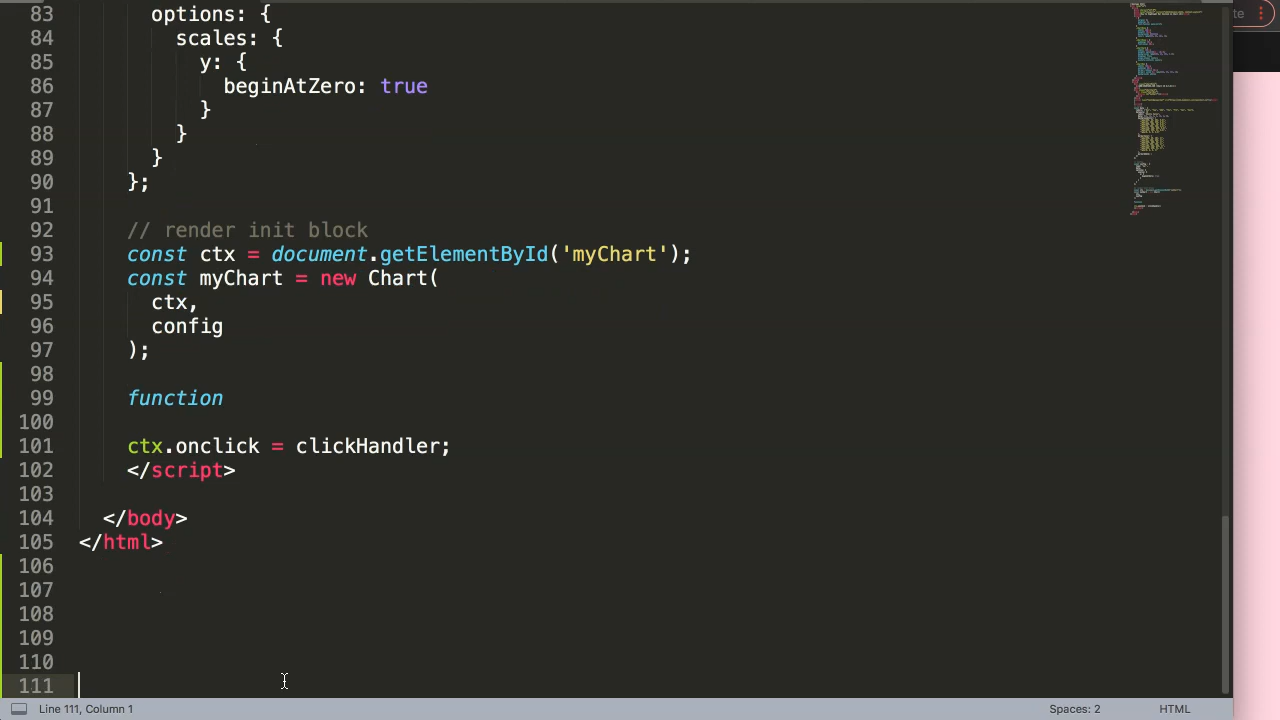 83 options: {
84 scales: {
85 y: {
86 beginAtZero: true
87 }
88 }
89 }
90 };
91
92 // render init block
93 const ctx = document.getElementById('myChart');
94 const myChart = new Chart(
95 ctx,
96 config
97 );
98
99 function
100
101 ctx.onclick = clickHandler;
102 </script>
103
104 </body>
105 </html>
106
107
108
109
110
111
Line 111, Column 1
Spaces: 2
HTML